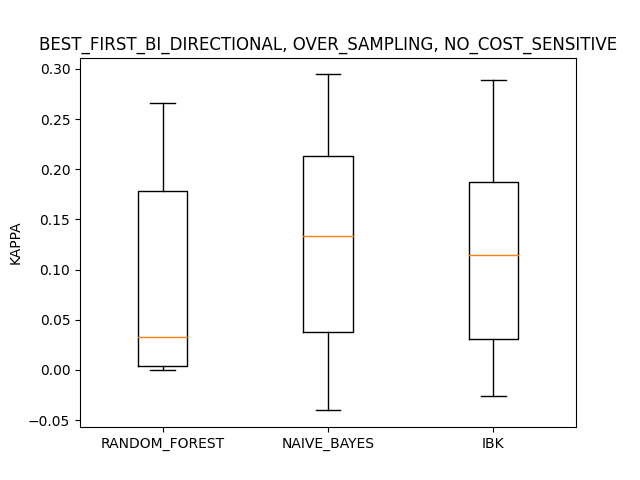 BEST_FIRST_BI_DIRECTIONAL, OVER_SAMPLING, NO_COST_SENSITIVE
0.30
0.25
0.20
0.15
0.10
0.05
0.00
−0.05
KAPPA
RANDOM_FOREST NAIVE_BAYES IBK